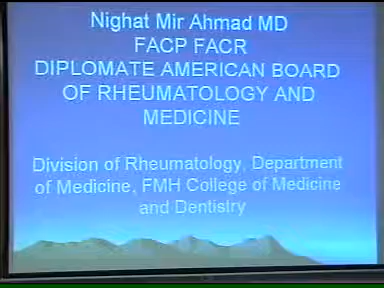 Nighat Mir Ahmad MD
FACP FACR
DIPLOMATE AMERICAN BOARD
OF RHEUMATOLOGY AND
MEDICINE
Division of Rheumatology, Department
of Medicine, FMH College of Medicine
and Dentistry